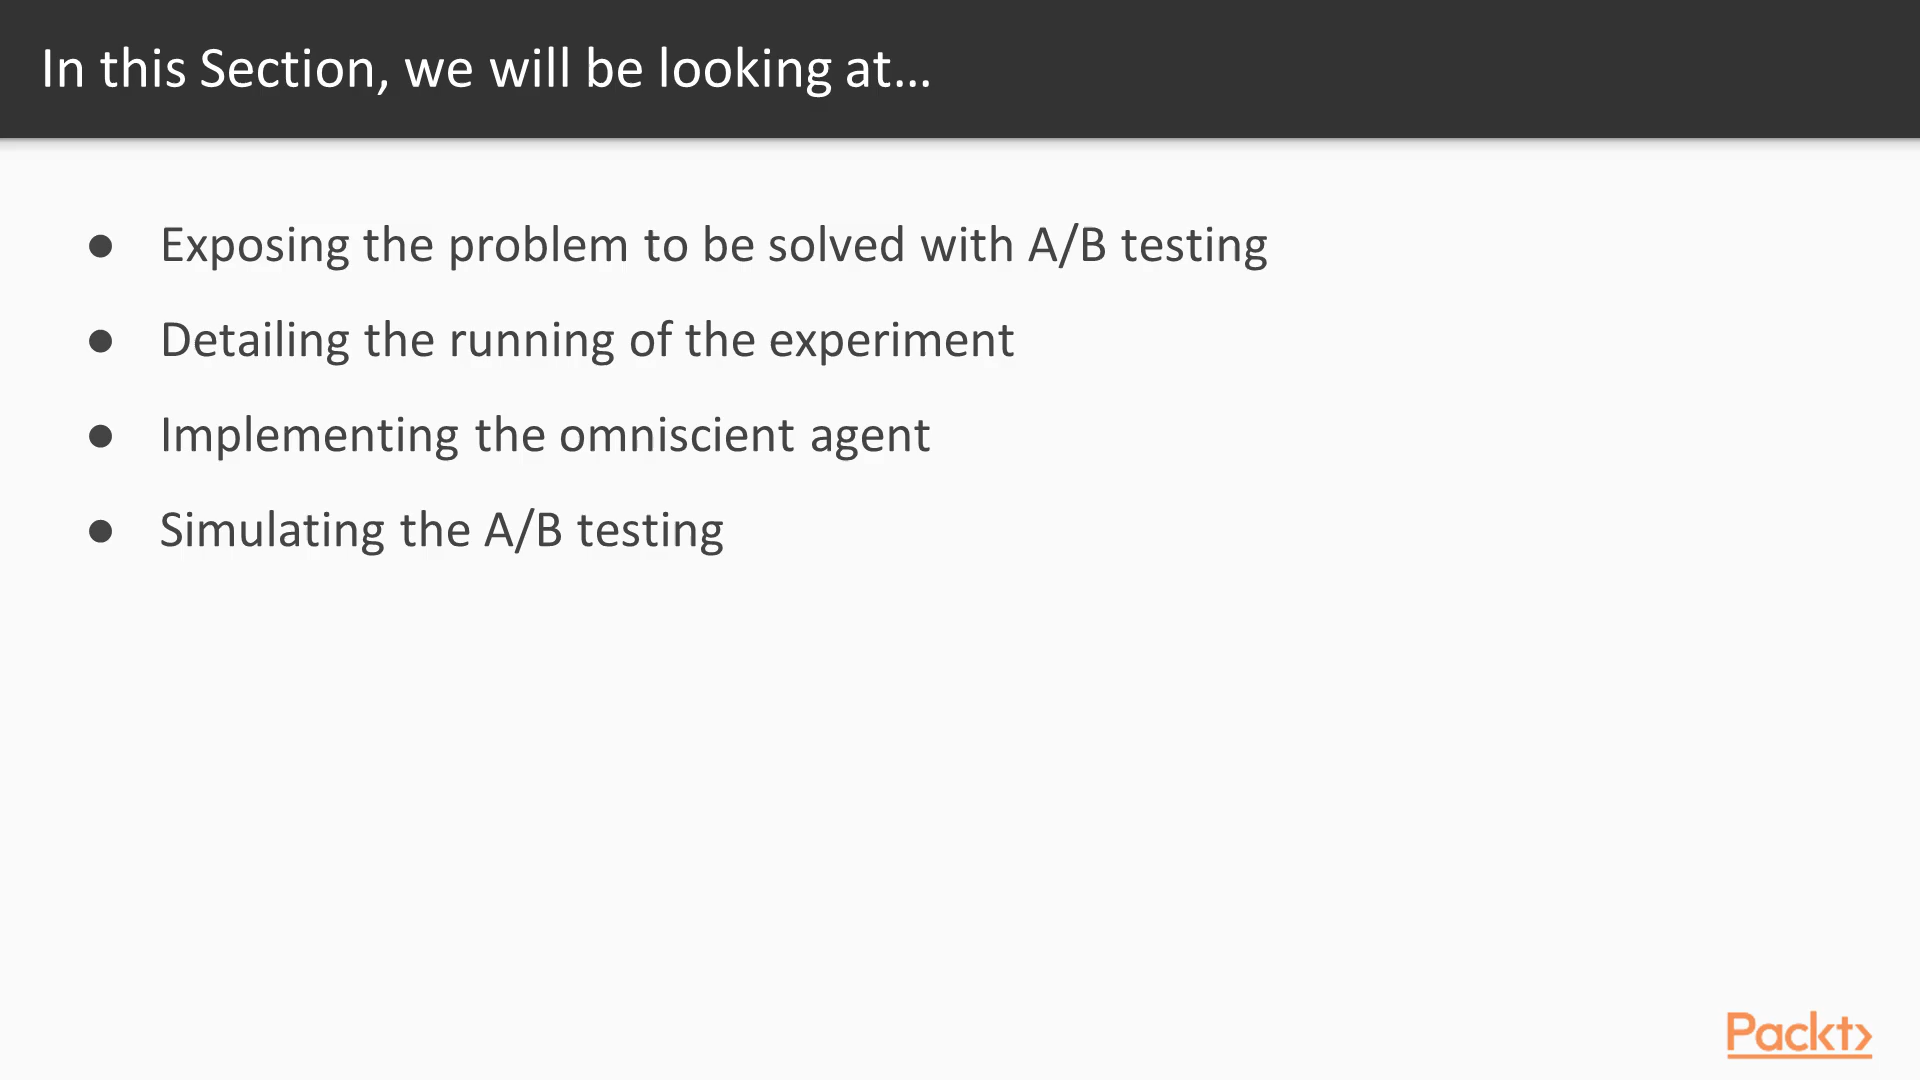 In this Section, we will be looking at...
● Exposing the problem to be solved with A/B testing
● Detailing the running of the experiment
● Implementing the omniscient agent
● Simulating the A/B testing
Packt>